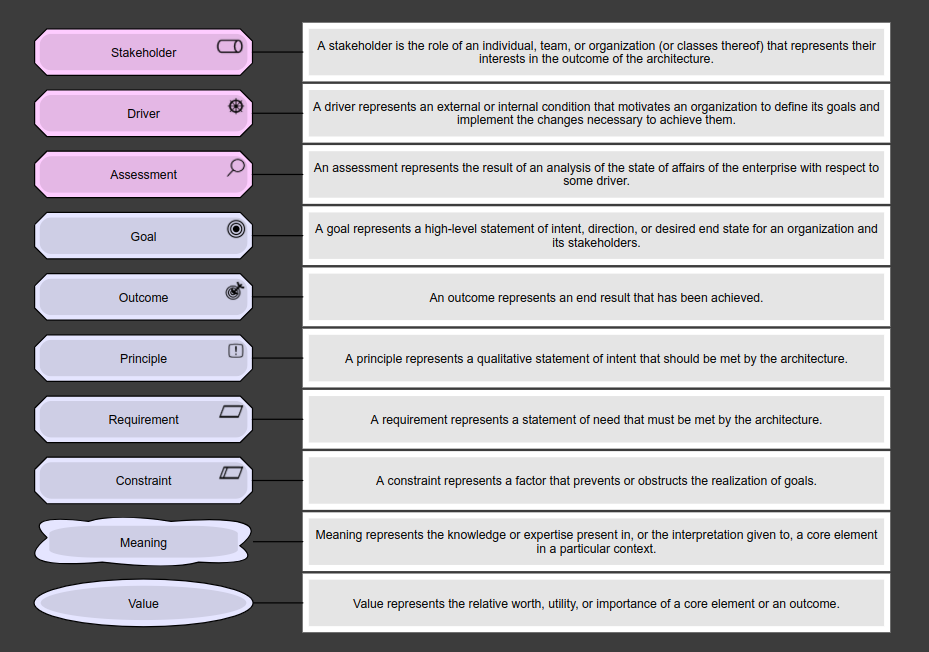 Stakeholder
A stakeholder is the role of an individual, team, or organization (or classes thereof) that represents their
interests in the outcome of the architecture.
Driver
A driver represents an external or internal condition that motivates an organization to define its goals and
implement the changes necessary to achieve them.
Assessment
An assessment represents the result of an analysis of the state of affairs of the enterprise with respect to
some driver.
Goal
A goal represents a high-level statement of intent, direction, or desired end state for an organization and
its stakeholders.
Outcome
An outcome represents an end result that has been achieved.
Principle
A principle represents a qualitative statement of intent that should be met by the architecture.
Requirement
A requirement represents a statement of need that must be met by the architecture.
Constraint
A constraint represents a factor that prevents or obstructs the realization of goals.
Meaning
Meaning represents the knowledge or expertise present in, or the interpretation given to, a core element
in a particular context.
Value
Value represents the relative worth, utility, or importance of a core element or an outcome.